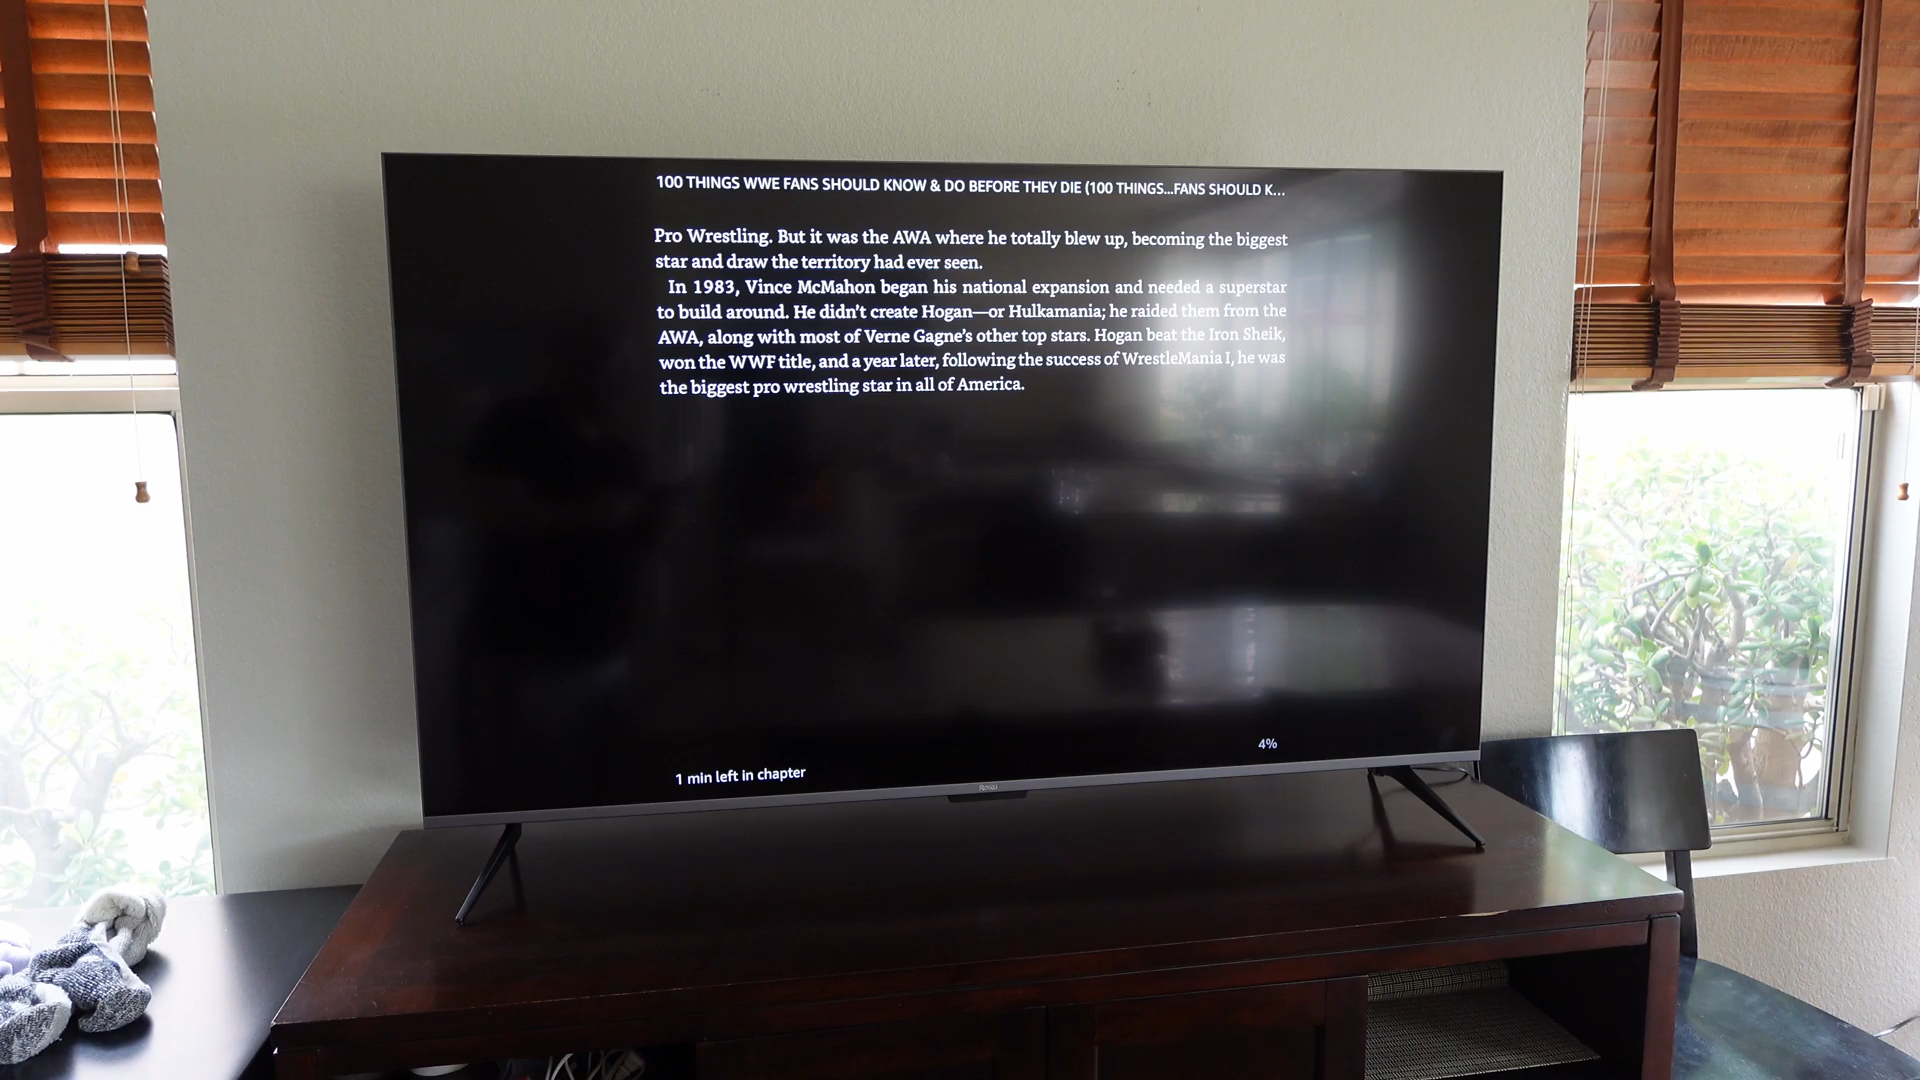 100 THINGS WWE FANS SHOULD KNOW & DO BEFORE THEY DIE (100 THINGS...FANS SHOULD K...
Pro Wrestling. But it was the AWA where he totally blew up, becoming the biggest
star and draw the territory had ever seen.
In 1983, Vince McMahon began his national expansion and needed a superstar
to build around. He didn't create Hogan—or Hulkamania; he raided them from the
AWA, along with most of Verne Gagne's other top stars. Hogan beat the Iron Sheik,
won the WWF title, and a year later, following the success of WrestleMania I, he was
the biggest pro wrestling star in all of America.
4%
1 min left in chapter
Roku